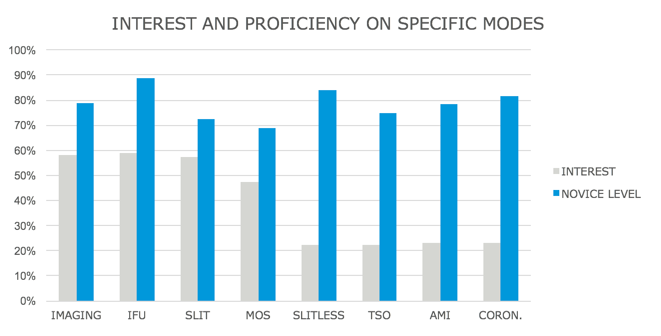 INTEREST AND PROFICIENCY ON SPECIFIC MODES
100%
90%
80%
70%
60%
50%
40%
30%
20%
10%
0%
INTEREST
NOVICE LEVEL
IMAGING IFU SLIT MOS SLITLESS TSO AMI CORON.